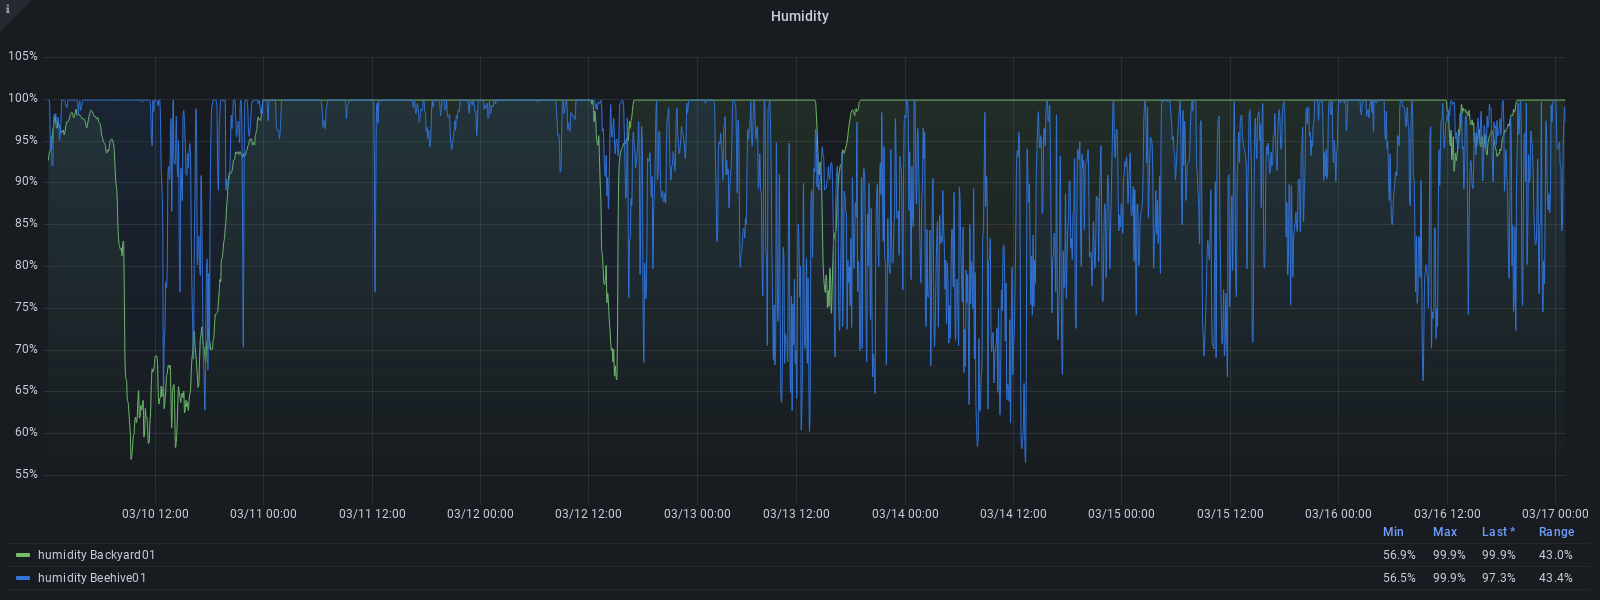 i
Humidity
105%
100%
95%
90%
85%
80%
75%
70%
65%
60%
55%
03/10 12:00 03/11 00:00 03/11 12:00 03/12 00:00 03/12 12:00 03/13 00:00 03/13 12:00 03/14 00:00 03/14 12:00 03/15 00:00 03/15 12:00 03/16 00:00 03/16 12:00 03/17 00:00
Min Max Last * Range
humidity Backyard01 56.9% 99.9% 99.9% 43.0%
humidity Beehive01 56.5% 99.9% 97.3% 43.4%